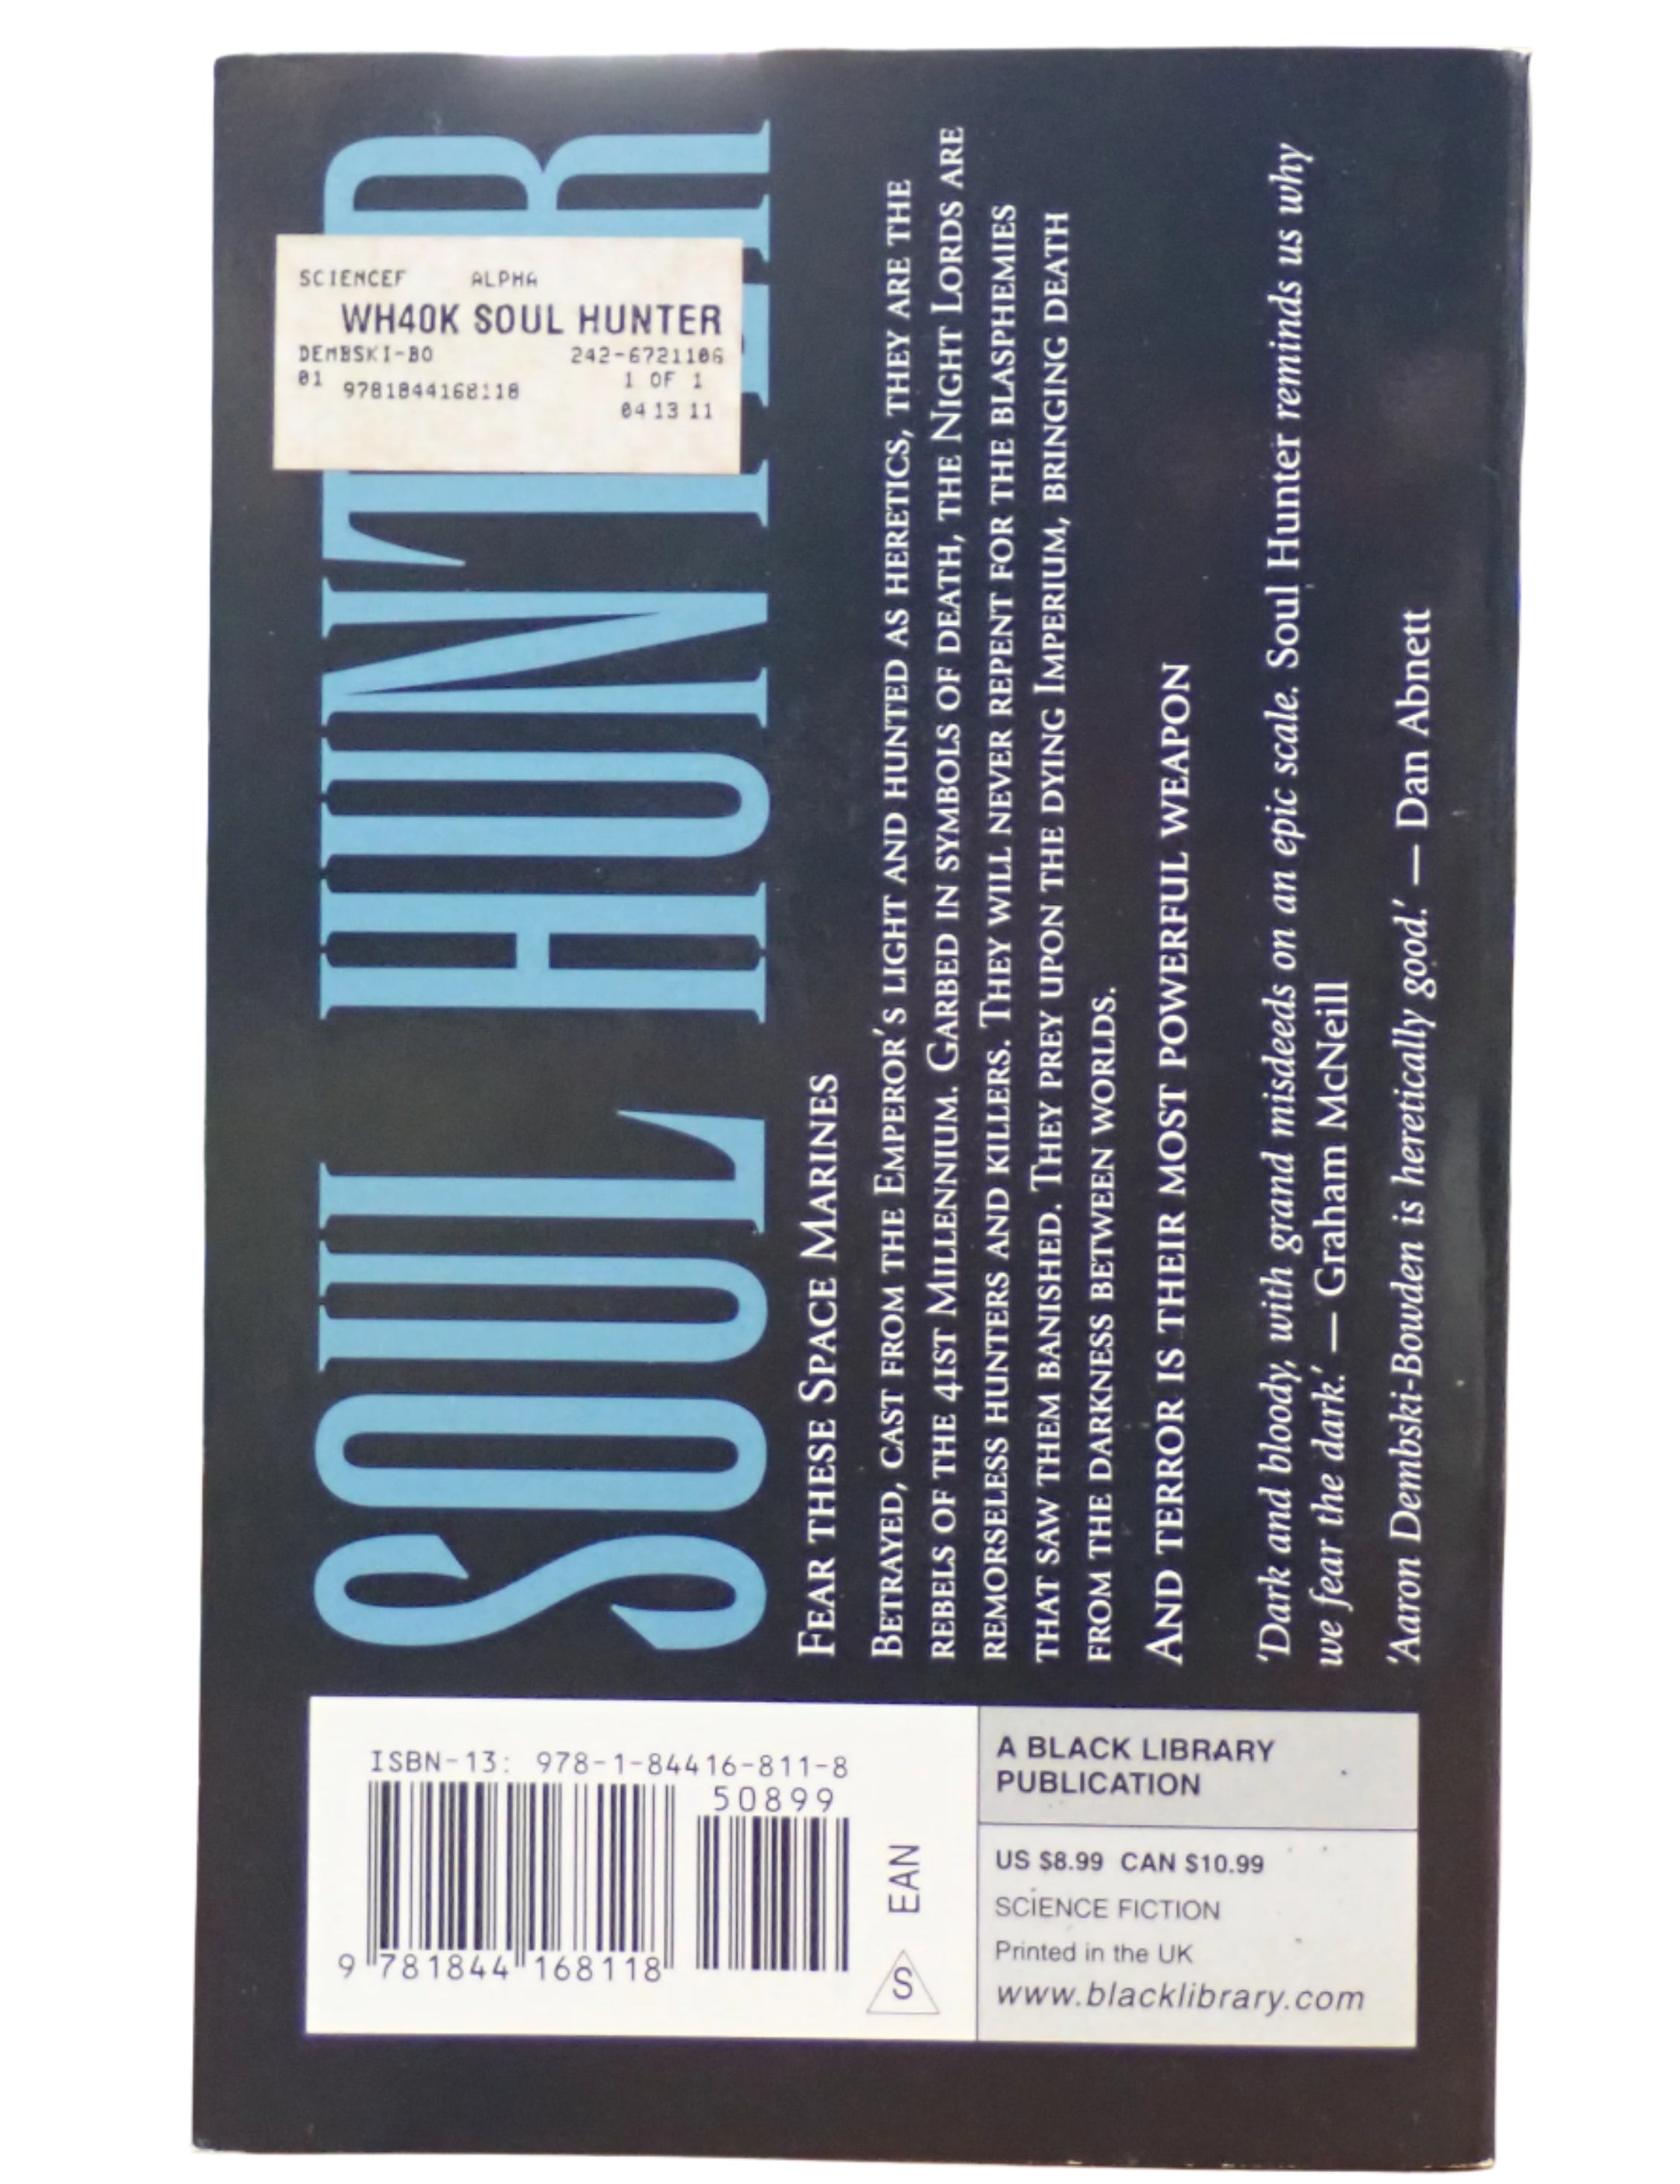 SOUL HUNTER
SCIENCEF ALPHA
WH40K SOUL HUNTER
DEMBSKI-BO 242-6721106
01 9781844168118 1 OF 1
04 13 11
FEAR THESE SPACE MARINES
BETRAYED, CAST FROM THE EMPEROR'S LIGHT AND HUNTED AS HERETICS, THEY ARE THE
REBELS OF THE 41ST MILLENNIUM. GARBED IN SYMBOLS OF DEATH, THE NIGHT LORDS ARE
REMORSELESS HUNTERS AND KILLERS. THEY WILL NEVER REPENT FOR THE BLASPHEMIES
THAT SAW THEM BANISHED. THEY PREY UPON THE DYING IMPERIUM, BRINGING DEATH
FROM THE DARKNESS BETWEEN WORLDS.
AND TERROR IS THEIR MOST POWERFUL WEAPON
'Dark and bloody, with grand misdeeds on an epic scale. Soul Hunter reminds us why
we fear the dark.' — Graham McNeill
'Aaron Dembski-Bowden is heretically good.' — Dan Abnett
ISBN-13: 978-1-84416-811-8
50899
9 781844 168118
S EAN
A BLACK LIBRARY
PUBLICATION
US $8.99 CAN $10.99
SCIENCE FICTION
Printed in the UK
www.blacklibrary.com